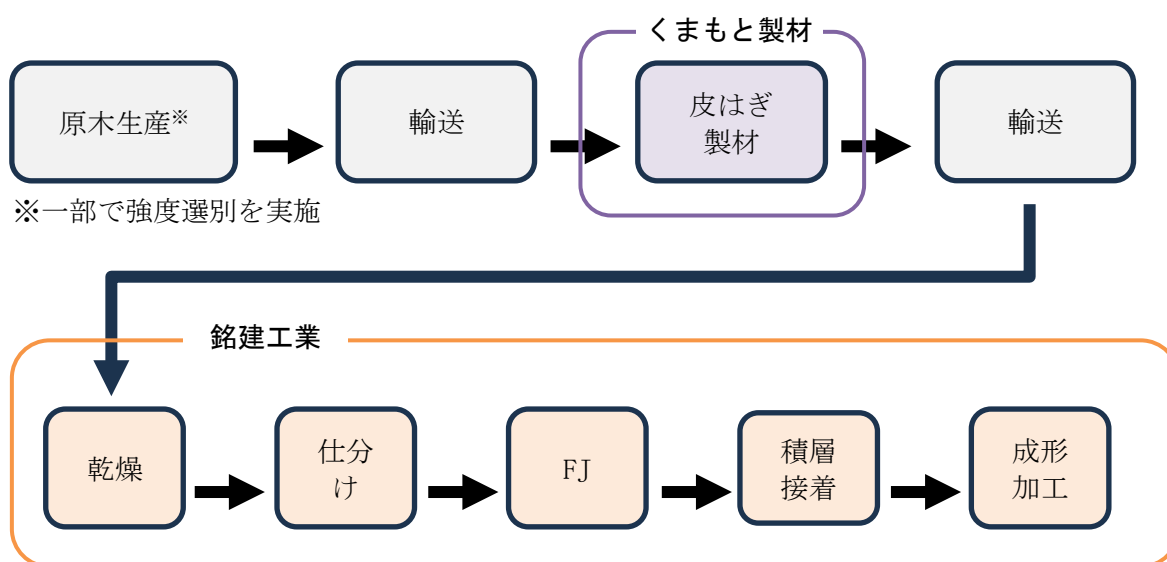 くまもと製材
原木生産※
輸送
皮はぎ
製材
輸送
※一部で強度選別を実施
銘建工業
乾燥
仕分
け
FJ
積層
接着
成形
加工